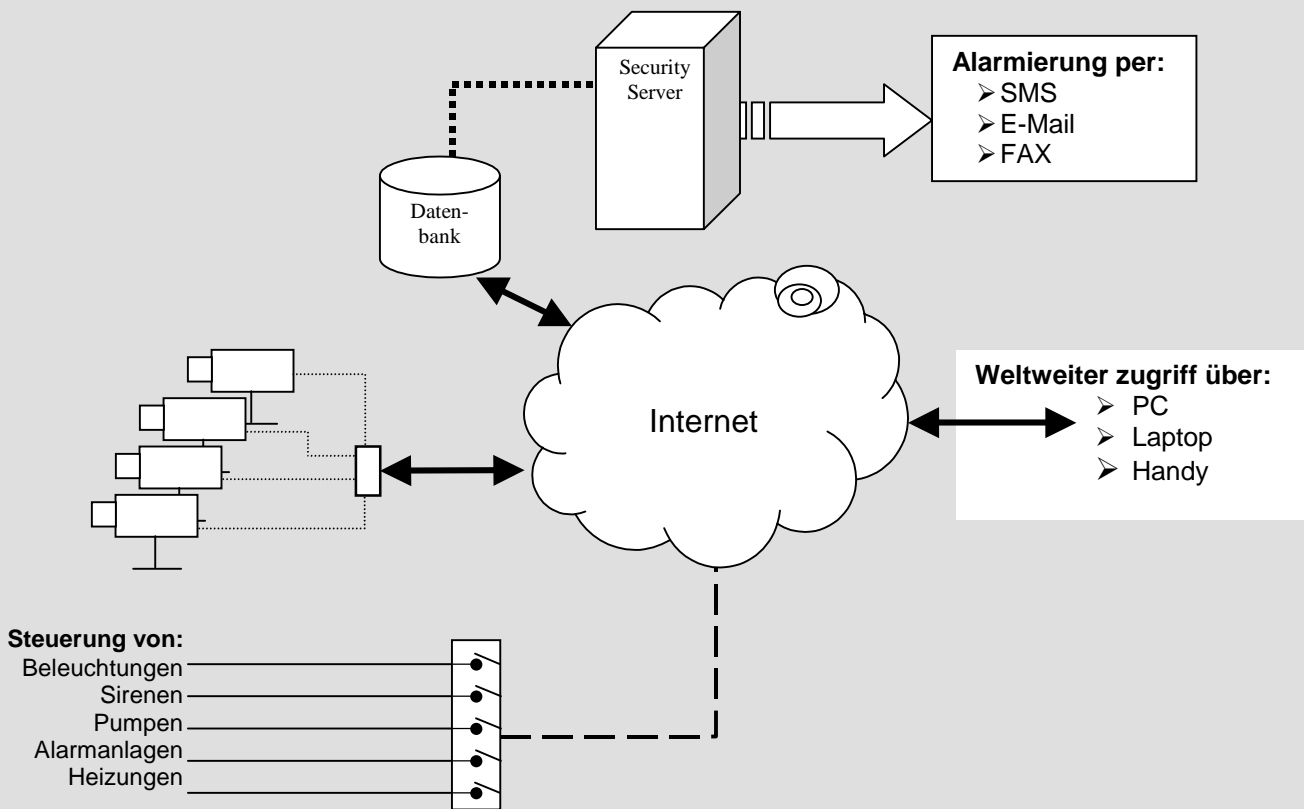 Security
Server
Alarmierung per:
➢ SMS
➢ E-Mail
➢ FAX
Daten-
bank
Internet
Weltweiter zugriff über:
➢ PC
➢ Laptop
➢ Handy
Steuerung von:
Beleuchtungen
Sirenen
Pumpen
Alarmanlagen
Heizungen